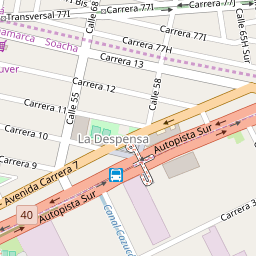 Bis
Carrera 77J
Carrera 77J
Transversal 77I
Calle 68
Carrera 77I
Calle 65H Sur
Soacha
Carrera 77H
Carrera 13
Calle 58
Carrera 12
Calle 55
Carrera 11
Carrera 10
La Despensa
Autopista Sur
Carrera 9
Avenida Carrera 7
Autopista Sur
Carrera 3
40